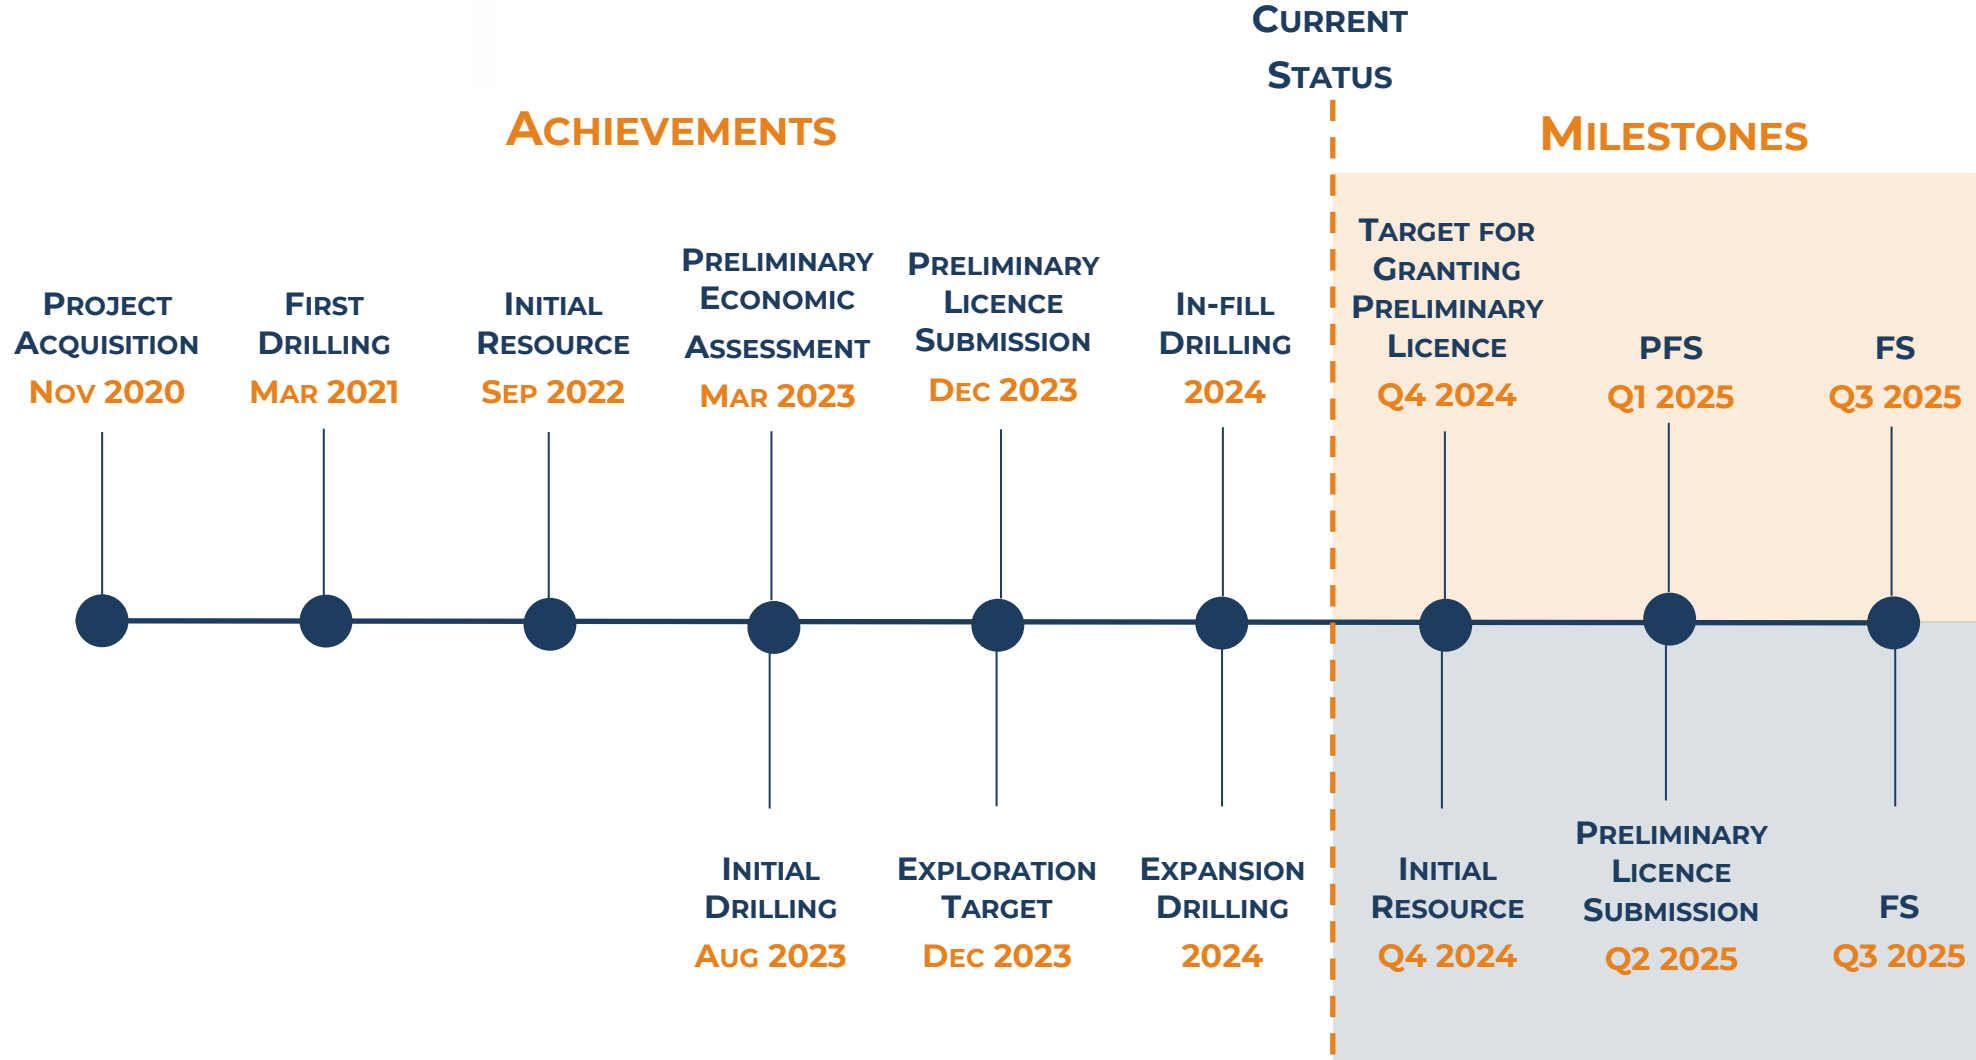 CURRENT
STATUS
ACHIEVEMENTS
MILESTONES
PROJECT
ACQUISITION
NOV 2020
FIRST
DRILLING
MAR 2021
INITIAL
RESOURCE
SEP 2022
PRELIMINARY
ECONOMIC
ASSESSMENT
MAR 2023
PRELIMINARY
LICENCE
SUBMISSION
DEC 2023
IN-FILL
DRILLING
2024
TARGET FOR
GRANTING
PRELIMINARY
LICENCE
Q4 2024
PFS
Q1 2025
FS
Q3 2025
INITIAL
DRILLING
AUG 2023
EXPLORATION
TARGET
DEC 2023
EXPANSION
DRILLING
2024
INITIAL
RESOURCE
Q4 2024
PRELIMINARY
LICENCE
SUBMISSION
Q2 2025
FS
Q3 2025